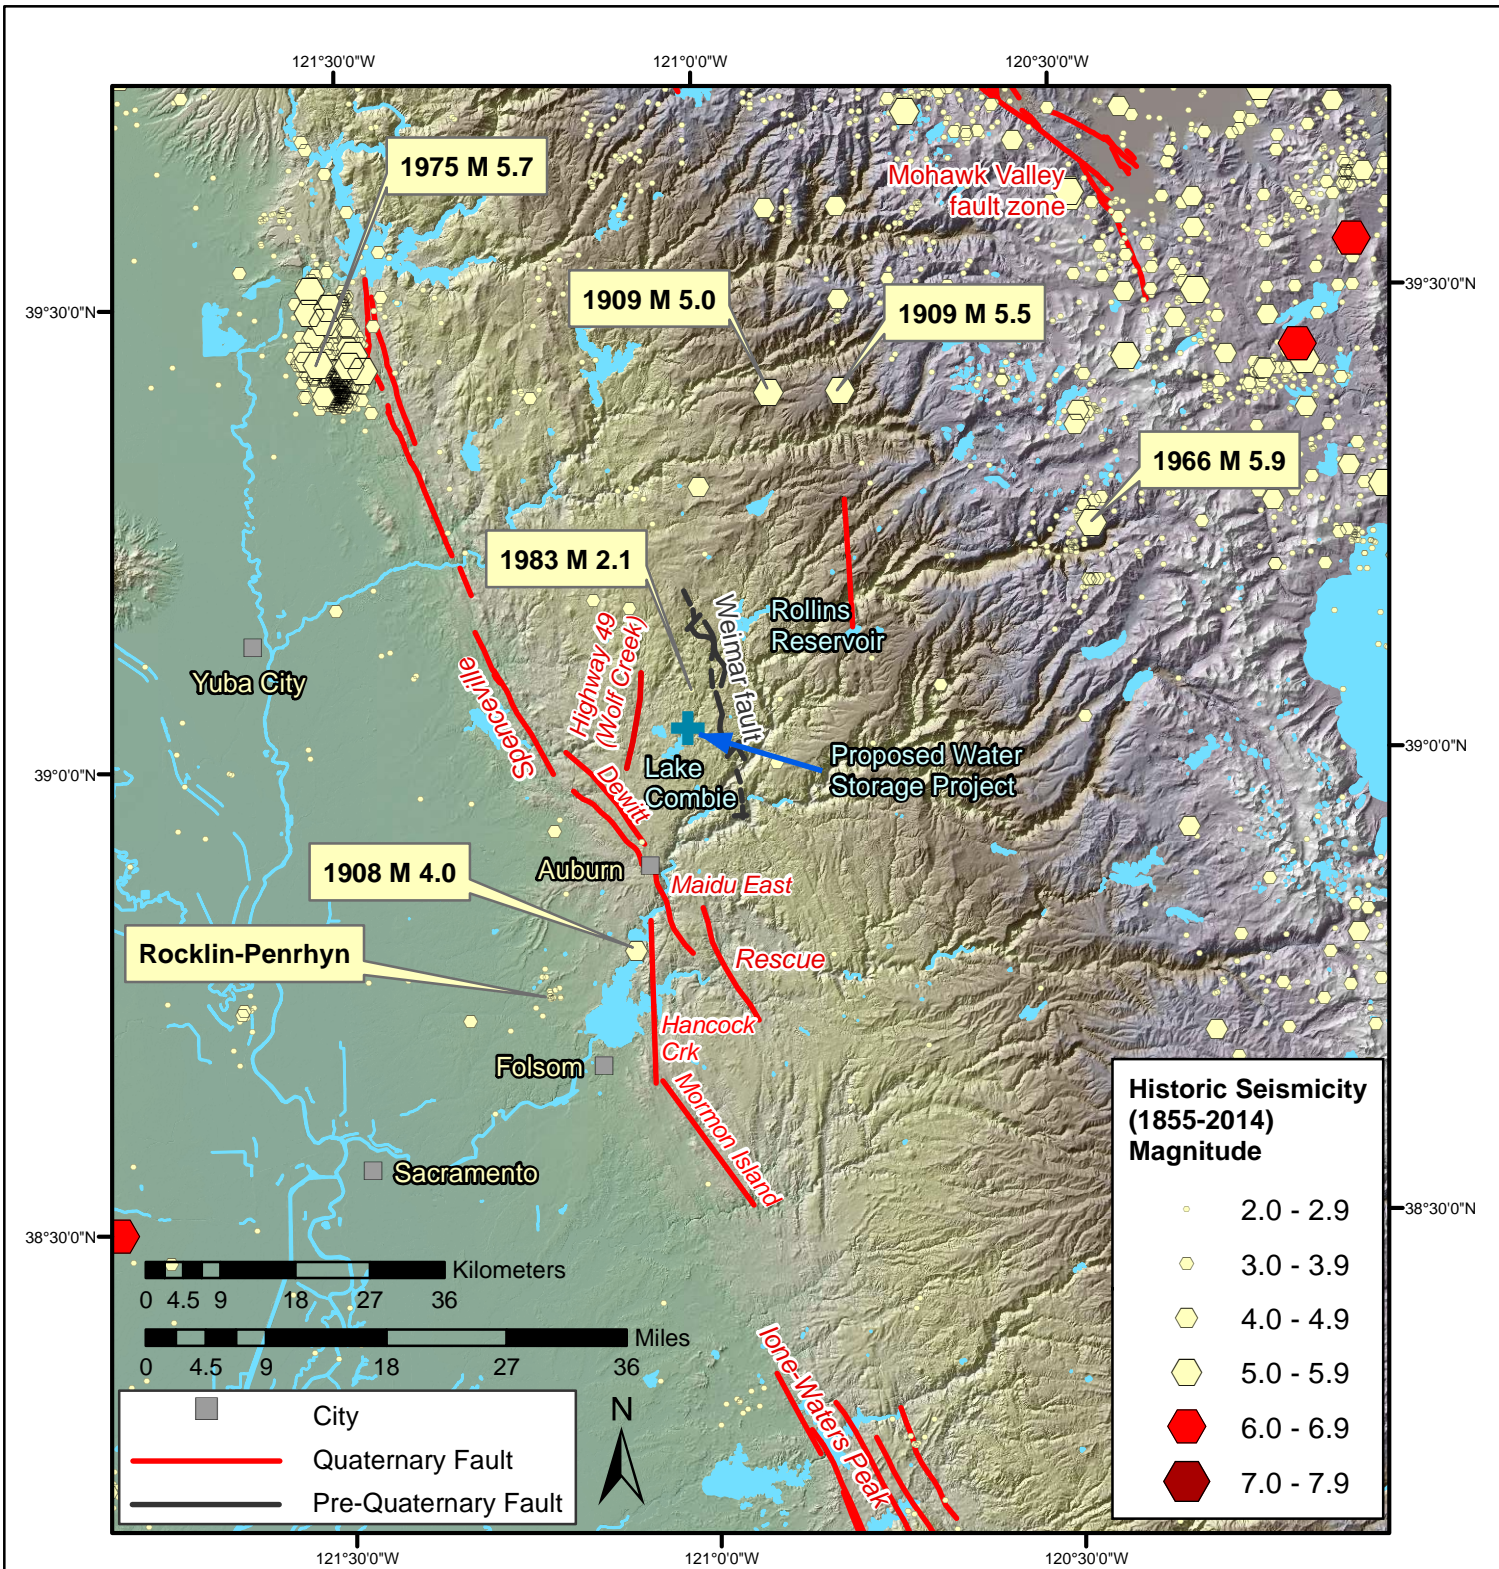 121°30'0"W
121°0'0"W
120°30'0"W
1975 M 5.7
Mohawk Valley
fault zone
39°30'0"N
39°30'0"N
1909 M 5.0
1909 M 5.5
1966 M 5.9
1983 M 2.1
Weimar fault
Rollins
Reservoir
Highway 49
(Wolf Creek)
Yuba City
Spenceville
39°0'0"N
39°0'0"N
Lake
Combie
Proposed Water
Storage Project
Dewitt
Auburn
1908 M 4.0
Maidu East
Rocklin-Penrhyn
Rescue
Hancock
Crk
Folsom
Mormon Island
Sacramento
38°30'0"N
38°30'0"N
Kilometers
0 4.5 9 18 27 36
Miles
0 4.5 9 18 27 36
Ione-Waters Peak
N
City
Quaternary Fault
Pre-Quaternary Fault
Historic Seismicity
(1855-2014)
Magnitude
2.0 - 2.9
3.0 - 3.9
4.0 - 4.9
5.0 - 5.9
6.0 - 6.9
7.0 - 7.9
121°30'0"W
121°0'0"W
120°30'0"W